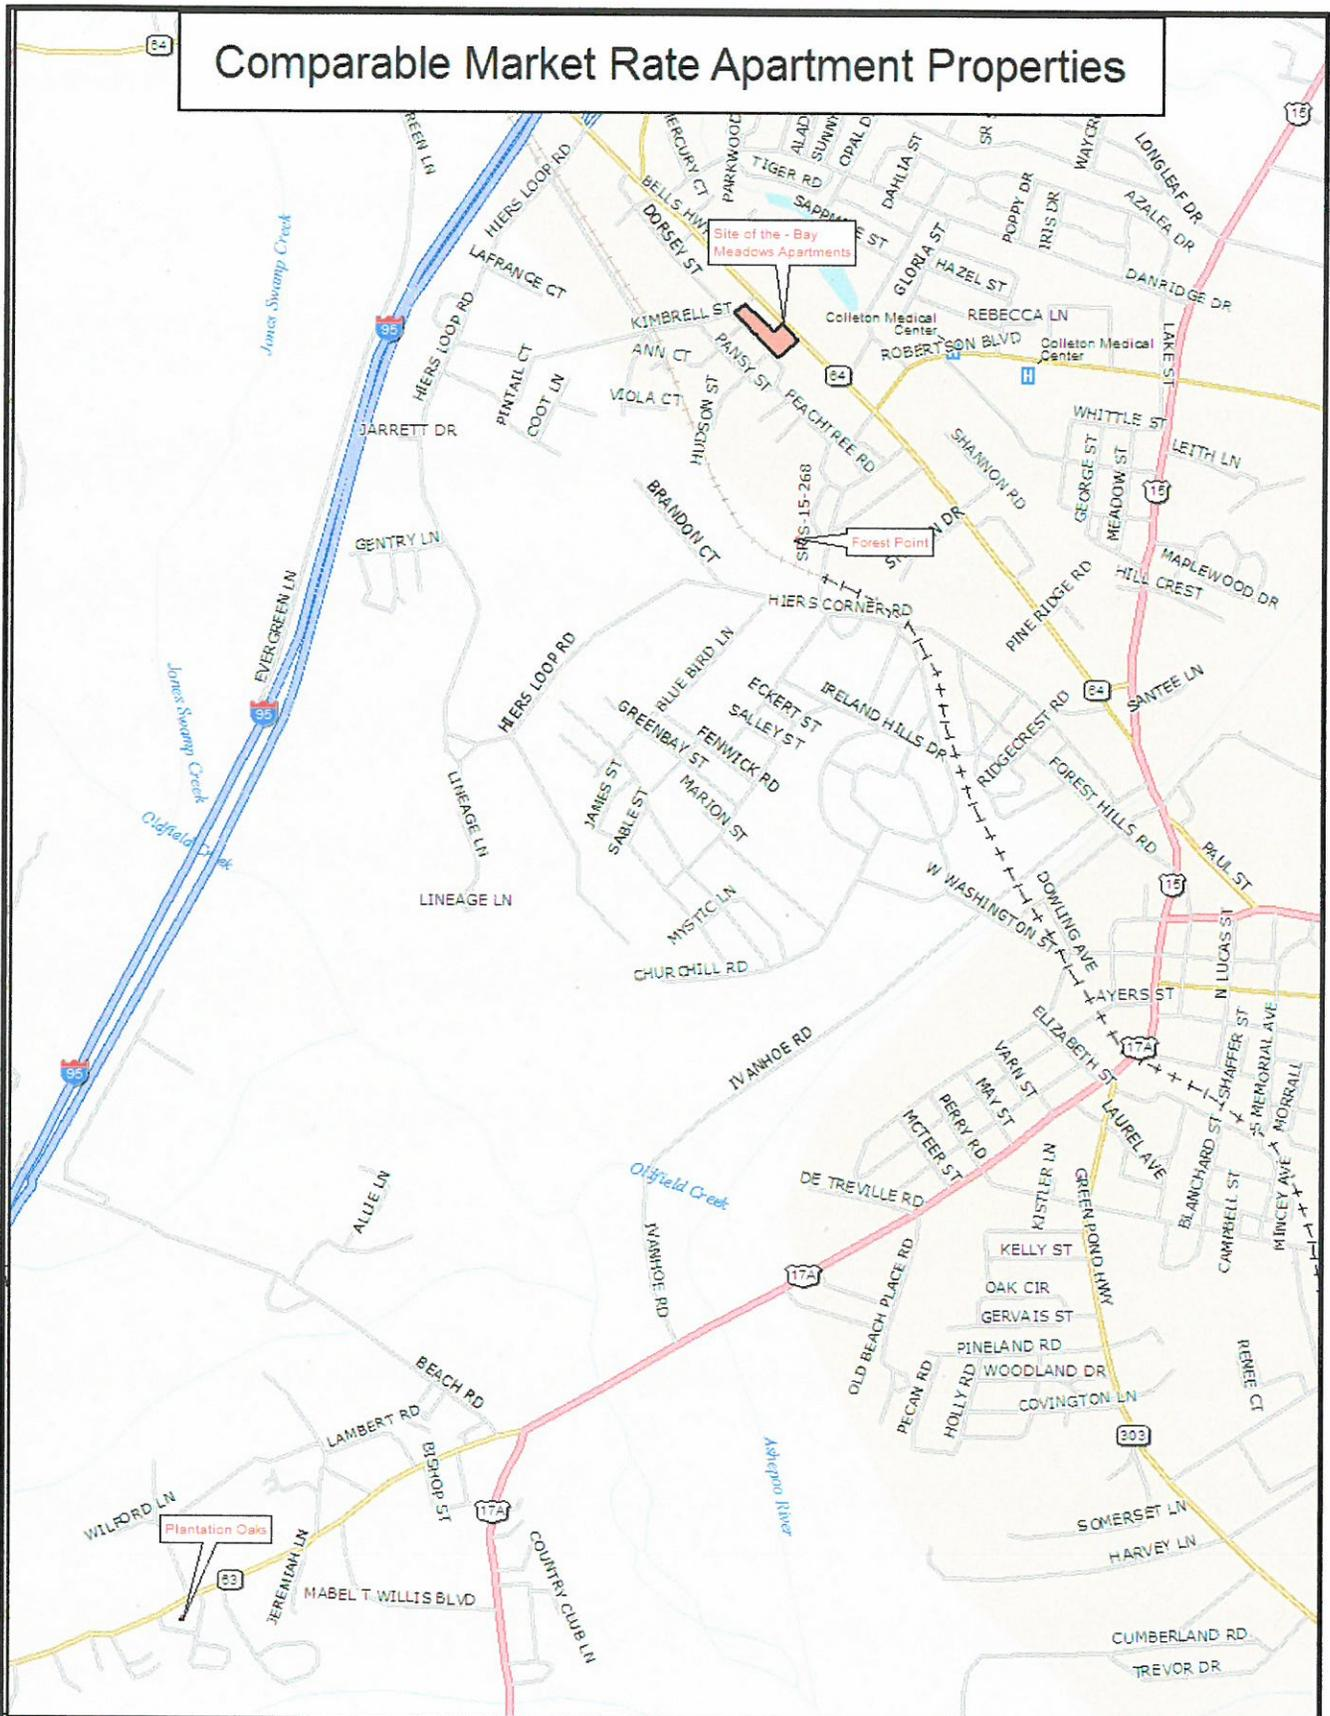 Comparable Market Rate Apartment Properties
64
15
REEN LN
HIERS LOOP RD
PARKWOOD
SUNNY
OPAL D
DAHLIA ST
LONGLEAF DR
TIGER RD
BELLS HWY
DORSEY ST
POPPY DR
IRIS DR
AZALEA DR
Jones Swamp Creek
Site of the - Bay
Meadows Apartments
GLORIA ST
HAZEL ST
DANRIDGE DR
LAFRANCE CT
HIERS LOOP RD
KIMBRELL ST
Colleton Medical
Center
REBECCA LN
ROBERTSON BLVD
Colleton Medical
Center
H
LAKE ST
95
ANN CT
PANSY ST
64
PINTAIL CT
COOT LN
VIOLA CT
HUDSON ST
PEACHTREE RD
JARRETT DR
WHITTLE ST
LEITH LN
GEORGE ST
MEADOW ST
SHANNON RD
15
BRANDON CT
Forest Point
GENTRY LN
MAPLEWOOD DR
HILL CREST
EVERGREEN LN
HIERS CORNER RD
PINE RIDGE RD
HIERS LOOP RD
BLUE BIRD LN
Jones Swamp Creek
95
64
SANTEE LN
ECKERT ST
SALLEY ST
IRELAND HILLS DR
GREENBAY ST
FENWICK RD
RIDGECREST RD
FOREST HILLS RD
JAMES ST
SABLE ST
MARION ST
LINEAGE LN
LINEAGE LN
PAUL ST
15
W WASHINGTON ST
DOWLING AVE
MYSTIC LN
CHURCHILL RD
N LUCAS ST
AYERS ST
ELIZABETH ST
17A
IVANHOE RD
95
VARN ST
MAY ST
PERRY RD
MCTEER ST
SHAFFER ST
S MEMORIAL AVE
MORRALL
LAUREL AVE
BLANCHARD ST
CAMPBELL ST
MINCEY AVE
Oldfield Creek
DE TREVILLE RD
KISTLER LN
GREEN POND HWY
ALLIE LN
IVANHOE RD
17A
OLD BEACH PLACE RD
KELLY ST
OAK CIR
GERVAIS ST
PINELAND RD
WOODLAND DR
COVINGTON LN
RENEE CT
PECAN RD
HOLLY RD
BEACH RD
LAMBERT RD
BISHOP ST
303
Ashepoo River
17A
WILFORD LN
Plantation Oaks
63
JEREMIAH LN
MABEL T WILLIS BLVD
COUNTRY CLUB LN
SOMERSET LN
HARVEY LN
CUMBERLAND RD
TREVOR DR